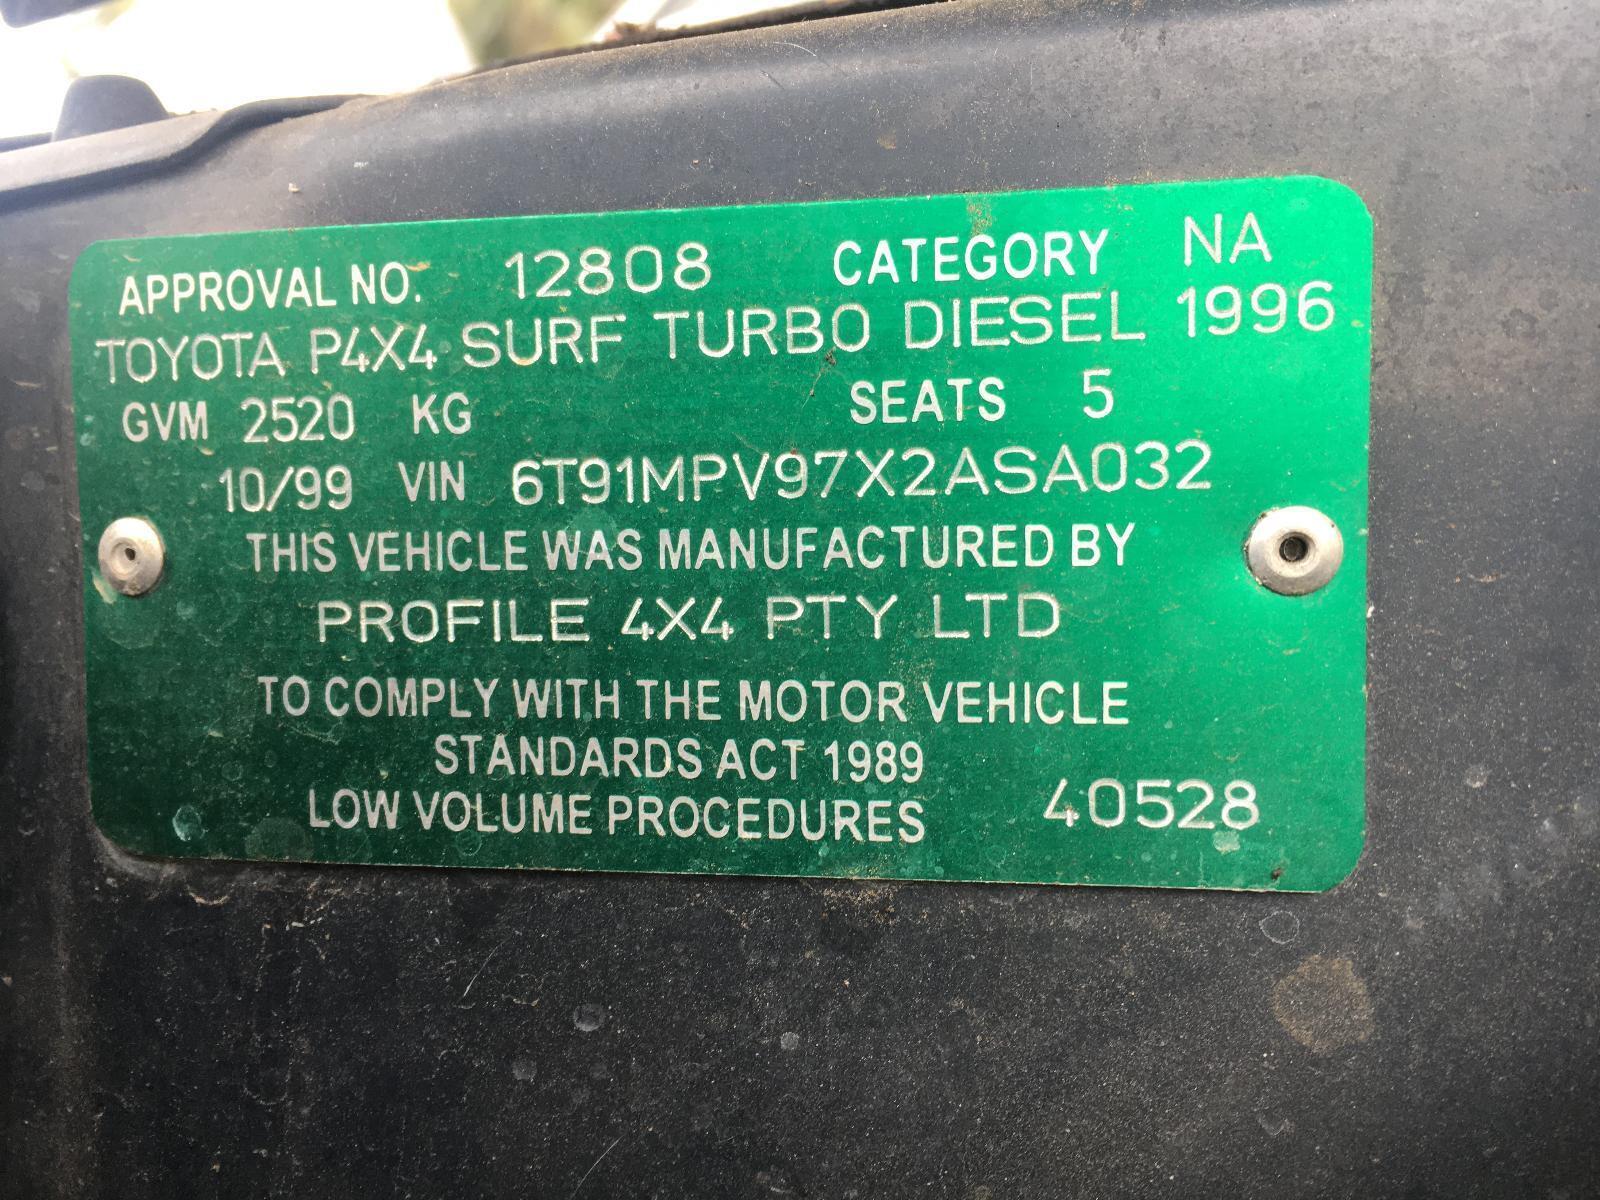 APPROVAL NO. 12808 CATEGORY NA
TOYOTA P4X4 SURF TURBO DIESEL 1996
GVM 2520 KG SEATS 5
10/99 VIN 6T91MPV97X2ASA032
THIS VEHICLE WAS MANUFACTURED BY
PROFILE 4X4 PTY LTD
TO COMPLY WITH THE MOTOR VEHICLE
STANDARDS ACT 1989
LOW VOLUME PROCEDURES 40528